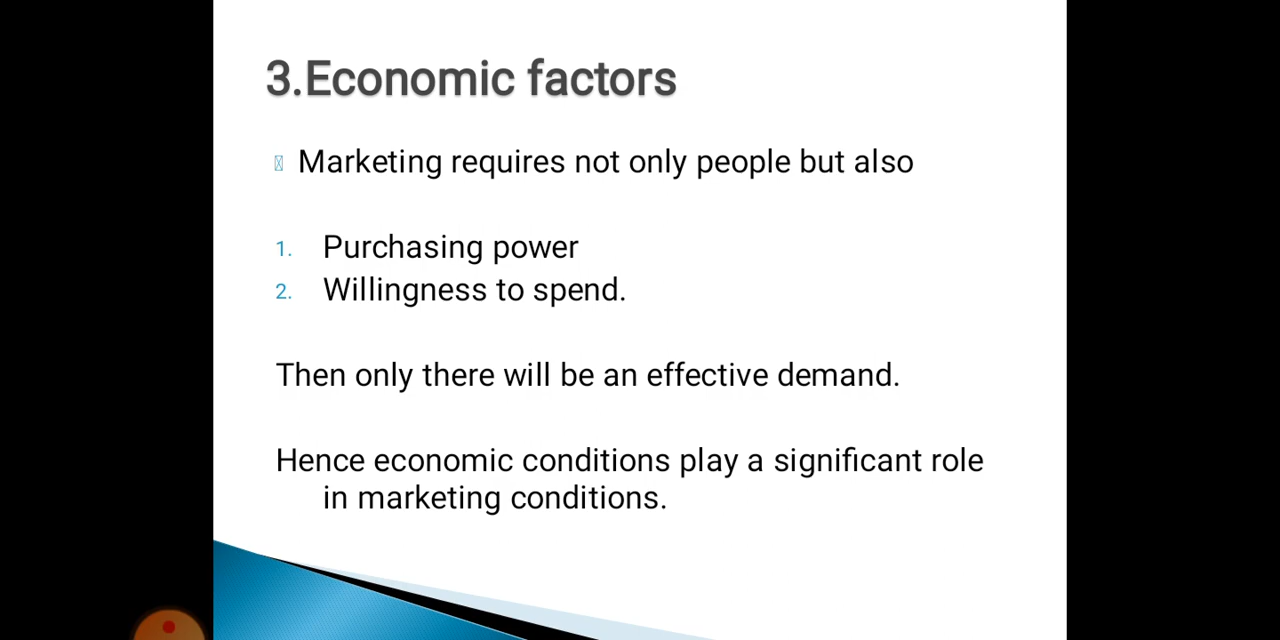 3.Economic factors
Marketing requires not only people but also
1. Purchasing power
2. Willingness to spend.
Then only there will be an effective demand.
Hence economic conditions play a significant role
in marketing conditions.